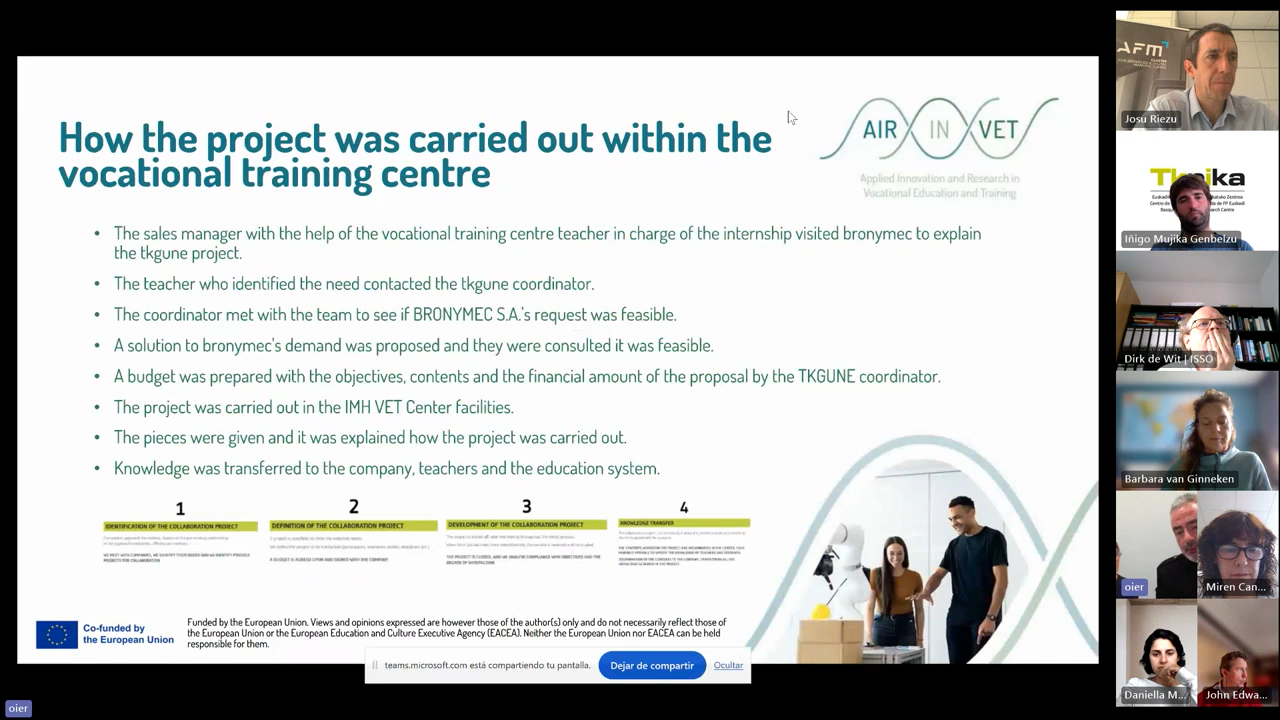 How the project was carried out within the
vocational training centre
AIR IN VET
Applied Innovation and Research in
Vocational Education and Training
• The sales manager with the help of the vocational training centre teacher in charge of the internship visited bronymec to explain
the tkgune project.
• The teacher who identified the need contacted the tkgune coordinator.
• The coordinator met with the team to see if BRONYMEC S.A.'s request was feasible.
• A solution to bronymec's demand was proposed and they were consulted it was feasible.
• A budget was prepared with the objectives, contents and the financial amount of the proposal by the TKGUNE coordinator.
• The project was carried out in the IMH VET Center facilities.
• The pieces were given and it was explained how the project was carried out.
• Knowledge was transferred to the company, teachers and the education system.
1
IDENTIFICATION OF THE COLLABORATION PROJECT
2
DEFINITION OF THE COLLABORATION PROJECT
A BUDGET IS AGREED UPON AND SIGNED WITH THE COMPANY
3
DEVELOPMENT OF THE COLLABORATION PROJECT
4
KNOWLEDGE TRANSFER
Co-funded by
the European Union
Funded by the European Union. Views and opinions expressed are however those of the author(s) only and do not necessarily reflect those of
the European Union or the European Education and Culture Executive Agency (EACEA). Neither the European Union nor EACEA can be held
responsible for them.
teams.microsoft.com está compartiendo tu pantalla.
Dejar de compartir
Ocultar
oier
AFM
CLUSTER
Josu Riezu
Iñigo Mujika Genbeizu
Dirk de Wit | ISSO
Barbara van Ginneken
oier
Miren Can...
Daniella M...
John Edwa...